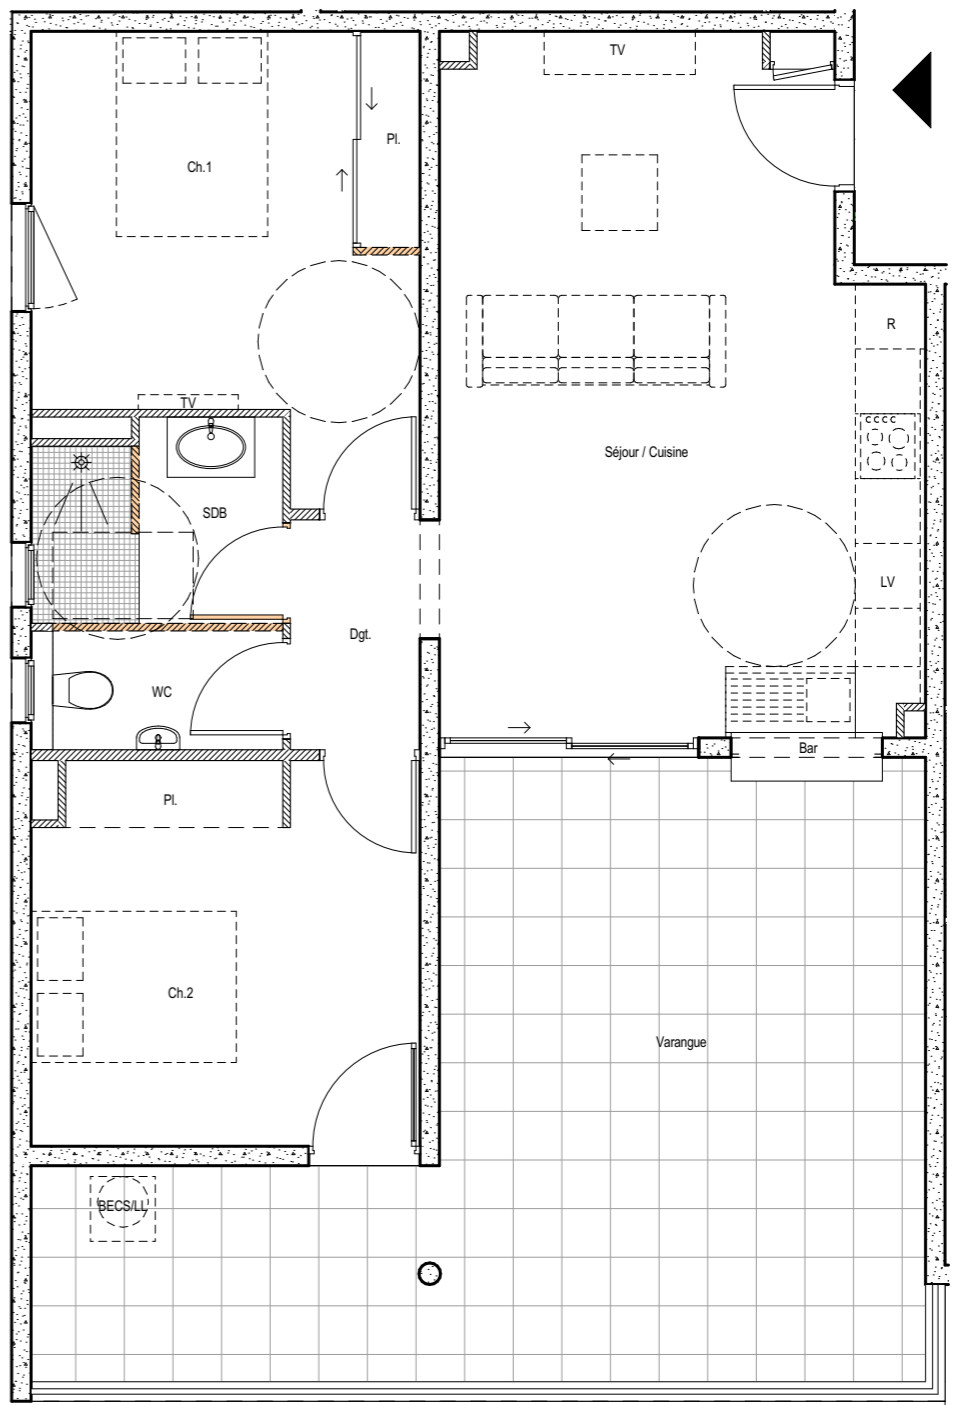 TV
Pl.
Ch.1
R
TV
Séjour / Cuisine
SDB
LV
Dgt.
WC
Bar
Pl.
Ch.2
Varangue
BECS/LL